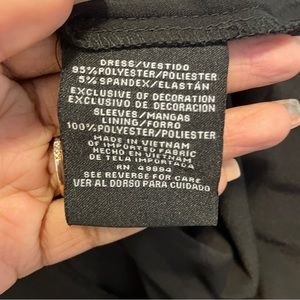 DRESS/VESTIDO
95%POLYESTER/POLIESTER
5% SPANDEX/ELASTÁN
EXCLUSIVE OF DECORATION
EXCLUSIVO DE DECORACIÓN
SLEEVES/MANGAS
LINING/FORRO
100%POLYESTER/POLIESTER
MADE IN VIETNAM
OF IMPORTED FABRIC
HECHO EN VIETNAM
DE TELA IMPORTADA
RN 49894
SEE REVERSE FOR CARE
VER AL DORSO PARA CUIDADO